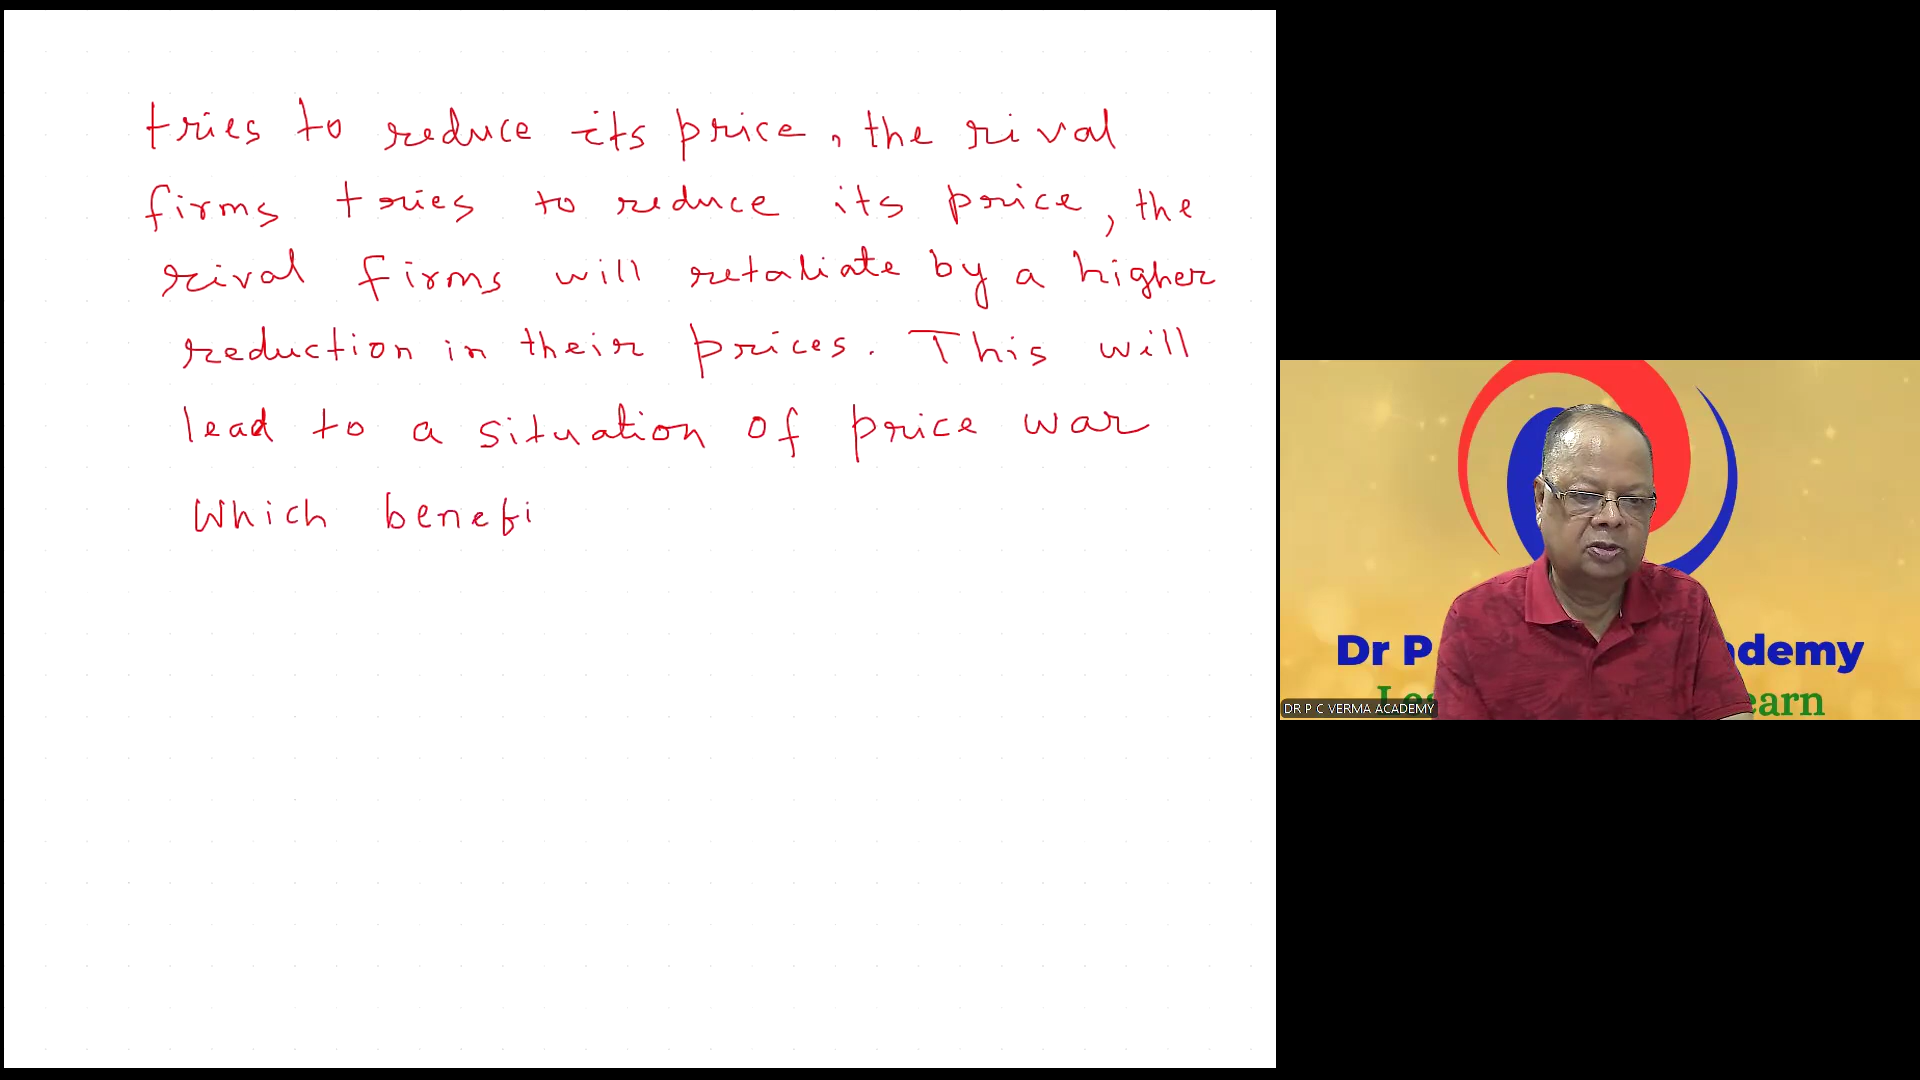 tries to reduce its price, the rival
firms tries to reduce its price, the
rival firms will retaliate by a higher
reduction in their prices. This will
lead to a situation of price war
Which benefi
Dr P
demy
earn
DR P C VERMA ACADEMY